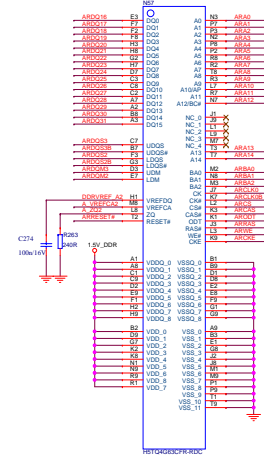 N57
ARDQ16 E3 DQ0 A0 N3 ARA0
ARDQ17 F7 DQ1 A1 P7 ARA1
ARDQ18 F2 DQ2 A2 P3 ARA2
ARDQ19 F8 DQ3 A3 N2 ARA3
ARDQ20 H3 DQ4 A4 P8 ARA4
ARDQ21 H8 DQ5 A5 P2 ARA5
ARDQ22 G2 DQ6 A6 R8 ARA6
ARDQ23 H7 DQ7 A7 R2 ARA7
ARDQ24 D7 DQ8 A8 T8 ARA8
ARDQ25 C3 DQ9 A9 R3 ARA9
ARDQ26 C8 DQ10 A10/AP L7 ARA10
ARDQ27 C2 DQ11 A11 R7 ARA11
ARDQ28 A7 DQ12 A12/BC# N7 ARA12
ARDQ29 A2 DQ13
ARDQ30 B8 DQ14 NC_0 J1
ARDQ31 A3 DQ15 NC_1 J9
NC_2 L1
NC_3 L9
ARDQS3 C7 UDQS NC_4 M7
ARDQS3B B7 UDQS# A13 T3 ARA13
ARDQS2 F3 LDQS A14 T7 ARA14
ARDQS2B G3 LDQS#
ARDQM3 D3 UDM BA0 M2 ARBA0
ARDQM2 E7 LDM BA1 N8 ARBA1
BA2 M3 ARBA2
CK J7 ARCLK0
DDRVREF_A2 H1 VREFDQ CK# K7 ARCLK0B
A_VREFCA2 M8 VREFCA CS# L2 ARCS
A_ZQ2 L8 ZQ CAS# K3 ARCAS
ARRESET# T2 RESET# ODT K1 ARODT
RAS# J3 ARRAS
WE# L3 ARWE
CKE K9 ARCKE
C274
100n/16V
R263
240R
1.5V_DDR
A1 VDDQ_0 VSSQ_0 B1
A8 VDDQ_1 VSSQ_1 B9
C1 VDDQ_2 VSSQ_2 D1
C9 VDDQ_3 VSSQ_3 D8
D2 VDDQ_4 VSSQ_4 E2
E9 VDDQ_5 VSSQ_5 E8
F1 VDDQ_6 VSSQ_6 F9
H2 VDDQ_7 VSSQ_7 G1
H9 VDDQ_8 VSSQ_8 G9
B2 VDD_0 VSS_0 A9
D9 VDD_1 VSS_1 B3
G7 VDD_2 VSS_2 E1
K2 VDD_3 VSS_3 G8
K8 VDD_4 VSS_4 J2
N1 VDD_5 VSS_5 J8
N9 VDD_6 VSS_6 M1
R9 VDD_8 VSS_7 M9
R1 VDD_7 VSS_8 P1
VSS_9 P9
VSS_10 T1
VSS_11 T9
H5TQ4G63CFR-RDC